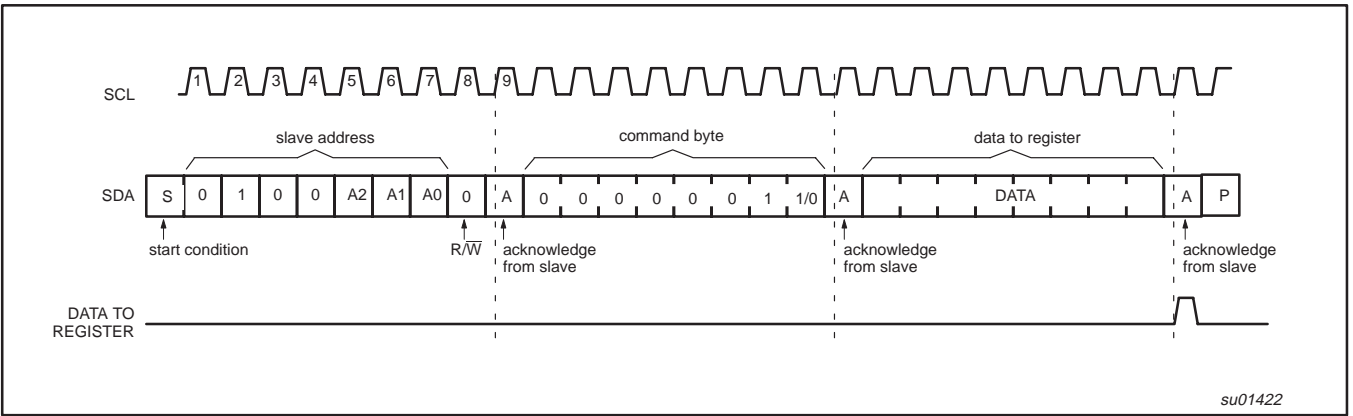 SCL 1 2 3 4 5 6 7 8 9
slave address command byte data to register
SDA S 0 1 0 0 A2 A1 A0 0 A 0 0 0 0 0 0 1 1/0 A DATA A P
start condition R/W̅ acknowledge from slave acknowledge from slave acknowledge from slave
DATA TO
REGISTER
su01422